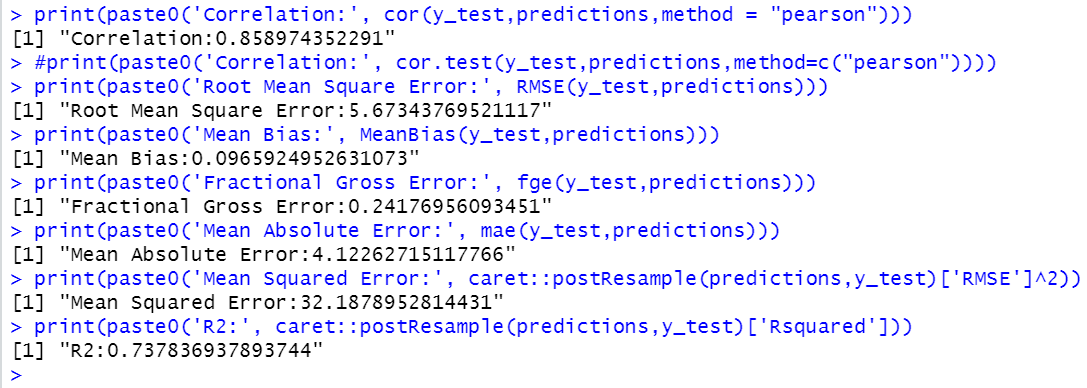 > print(paste0('Correlation:', cor(y_test,predictions,method = "pearson")))
[1] "Correlation:0.858974352291"
> #print(paste0('Correlation:', cor.test(y_test,predictions,method=c("pearson"))))
> print(paste0('Root Mean Square Error:', RMSE(y_test,predictions)))
[1] "Root Mean Square Error:5.67343769521117"
> print(paste0('Mean Bias:', MeanBias(y_test,predictions)))
[1] "Mean Bias:0.0965924952631073"
> print(paste0('Fractional Gross Error:', fge(y_test,predictions)))
[1] "Fractional Gross Error:0.24176956093451"
> print(paste0('Mean Absolute Error:', mae(y_test,predictions)))
[1] "Mean Absolute Error:4.12262715117766"
> print(paste0('Mean Squared Error:', caret::postResample(predictions,y_test)['RMSE']^2))
[1] "Mean Squared Error:32.1878952814431"
> print(paste0('R2:', caret::postResample(predictions,y_test)['Rsquared']))
[1] "R2:0.737836937893744"
>